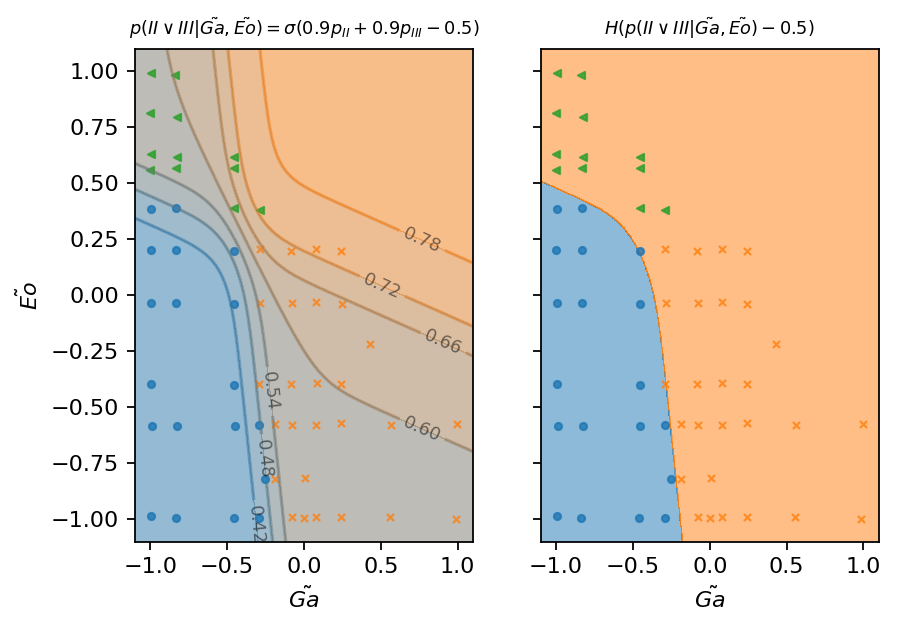 p(II ∨ III|G̃a, Ẽo) = σ(0.9p_II + 0.9p_III − 0.5)
H(p(II ∨ III|G̃a, Ẽo) − 0.5)
1.00
0.75
0.50
0.25
0.00
−0.25
−0.50
−0.75
−1.00
Ẽo
0.78
0.72
0.66
0.60
0.54
0.48
0.42
−1.0 −0.5 0.0 0.5 1.0
−1.0 −0.5 0.0 0.5 1.0
G̃a
G̃a